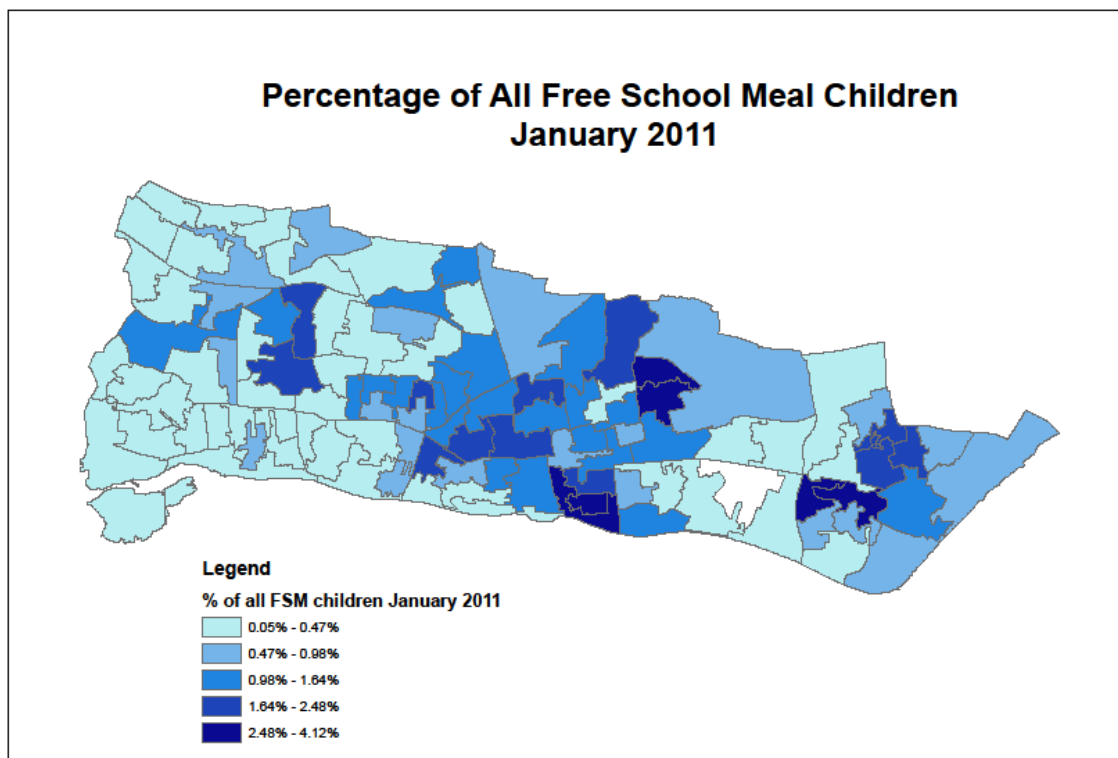 Percentage of All Free School Meal Children
January 2011
Legend
% of all FSM children January 2011
0.05% - 0.47%
0.47% - 0.98%
0.98% - 1.64%
1.64% - 2.48%
2.48% - 4.12%